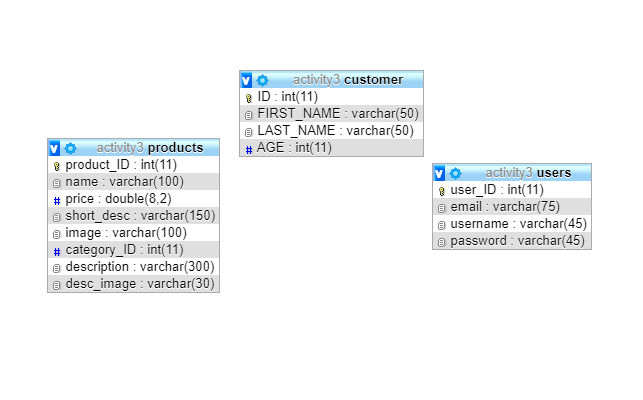 activity3 customer
ID : int(11)
FIRST_NAME : varchar(50)
LAST_NAME : varchar(50)
AGE : int(11)
activity3 products
product_ID : int(11)
name : varchar(100)
price : double(8,2)
short_desc : varchar(150)
image : varchar(100)
category_ID : int(11)
description : varchar(300)
desc_image : varchar(30)
activity3 users
user_ID : int(11)
email : varchar(75)
username : varchar(45)
password : varchar(45)